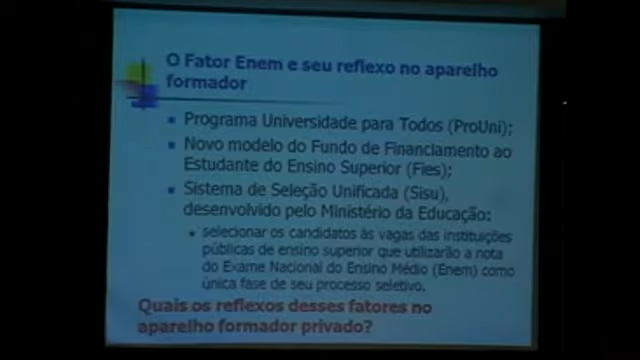 O Fator Enem e seu reflexo no aparelho
formador
Programa Universidade para Todos (ProUni);
Novo modelo do Fundo de Financiamento ao
Estudante do Ensino Superior (Fies);
Sistema de Seleção Unificada (Sisu),
desenvolvido pelo Ministério da Educação:
selecionar os candidatos às vagas das instituições
públicas de ensino superior que utilizarão a nota
do Exame Nacional do Ensino Médio (Enem) como
única fase de seu processo seletivo.
Quais os reflexos desses fatores no
aparelho formador privado?